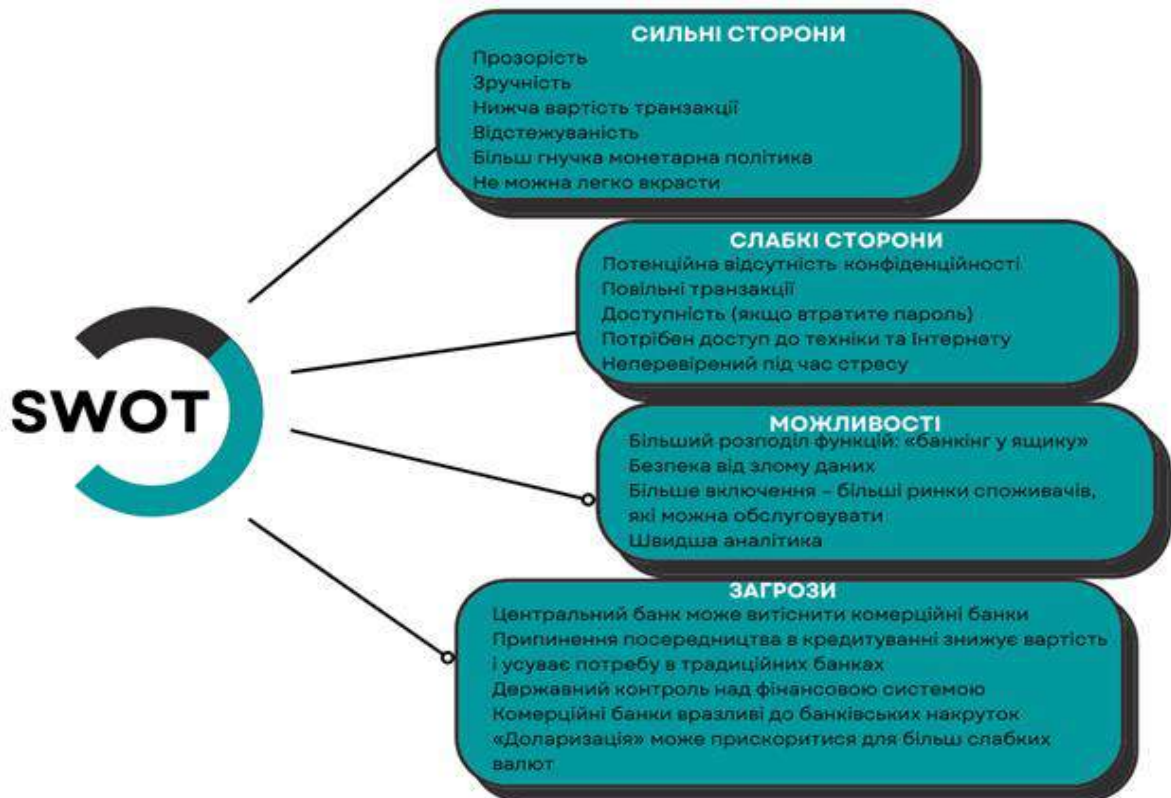 СИЛЬНІ СТОРОНИ
Прозорість
Зручність
Нижча вартість транзакції
Відстежуваність
Більш гнучка монетарна політика
Не можна легко вкрасти
СЛАБКІ СТОРОНИ
Потенційна відсутність конфіденційності
Повільні транзакції
Доступність (якщо втратите пароль)
Потрібен доступ до техніки та Інтернету
Неперевірений під час стресу
SWOT
МОЖЛИВОСТІ
Більший розподіл функцій: «банкінг у ящику»
Безпека від злому даних
Більше включення – більші ринки споживачів,
які можна обслуговувати
Швидша аналітика
ЗАГРОЗИ
Центральний банк може витіснити комерційні банки
Припинення посередництва в кредитуванні знижує вартість
і усуває потребу в традиційних банках
Державний контроль над фінансовою системою
Комерційні банки вразливі до банківських накруток
«Доларизація» може прискоритися для більш слабких
валют